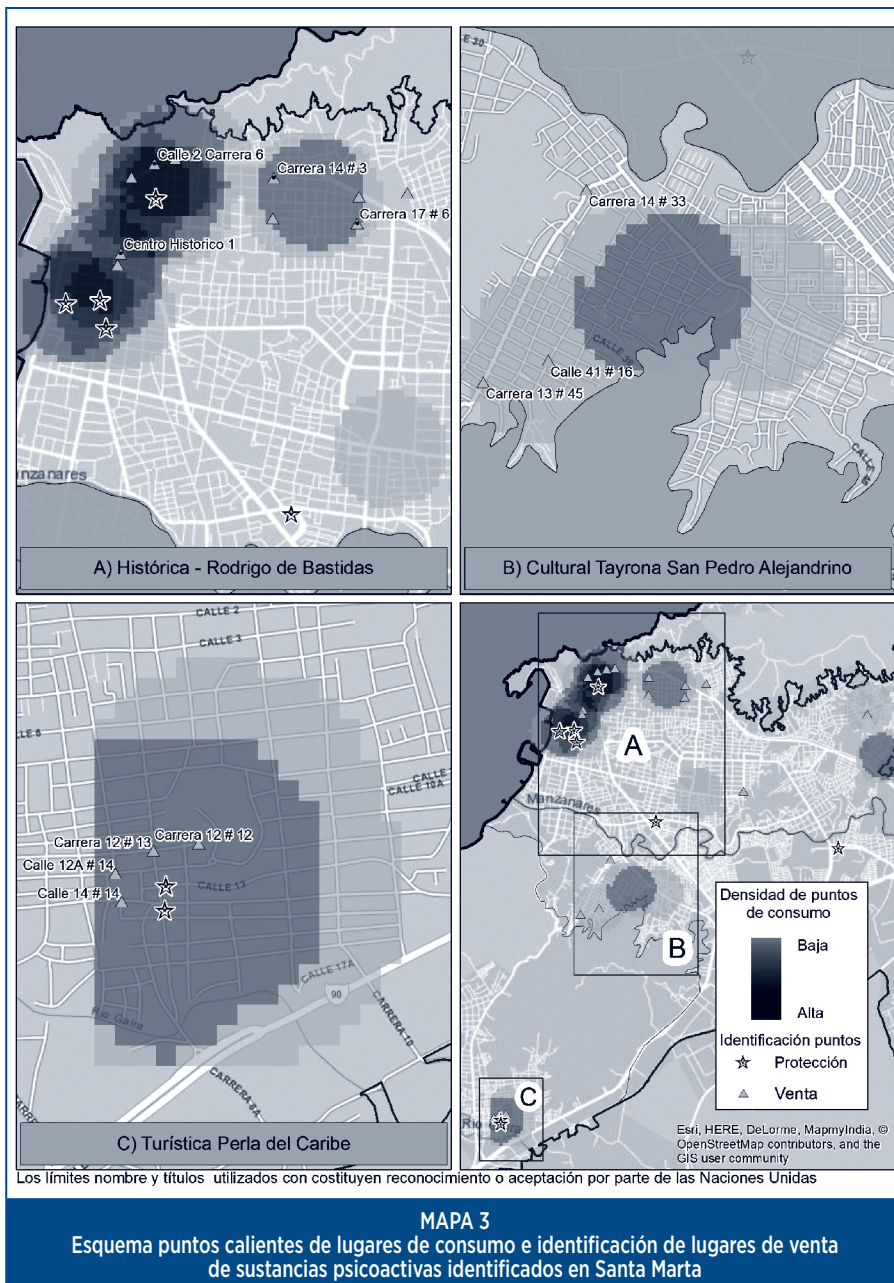 Calle 2 Carrera 6
Carrera 14 # 3
Carrera 17 # 6
Centro Historico 1
anzanares
A) Histórica - Rodrigo de Bastidas
E 30
Carrera 14 # 33
CALLE 38
Calle 41 # 16
Carrera 13 # 45
B) Cultural Tayrona San Pedro Alejandrino
CALLE 2
CALLE 3
CALLE 10A
Carrera 12 # 13
Carrera 12 # 12
Calle 12A # 14
CALLE 13
Calle 14 # 14
CALLE 17A
90
Río Gaira
CARRERA 10
C) Turística Perla del Caribe
A
Manzanares
B
C
Densidad de puntos
de consumo
Baja
Alta
Identificación puntos
Protección
Venta
Esri, HERE, DeLorme, MapmyIndia, ©
OpenStreetMap contributors, and the
GIS user community
Los límites nombre y títulos utilizados con costituyen reconocimiento o aceptación por parte de las Naciones Unidas
MAPA 3
Esquema puntos calientes de lugares de consumo e identificación de lugares de venta
de sustancias psicoactivas identificados en Santa Marta